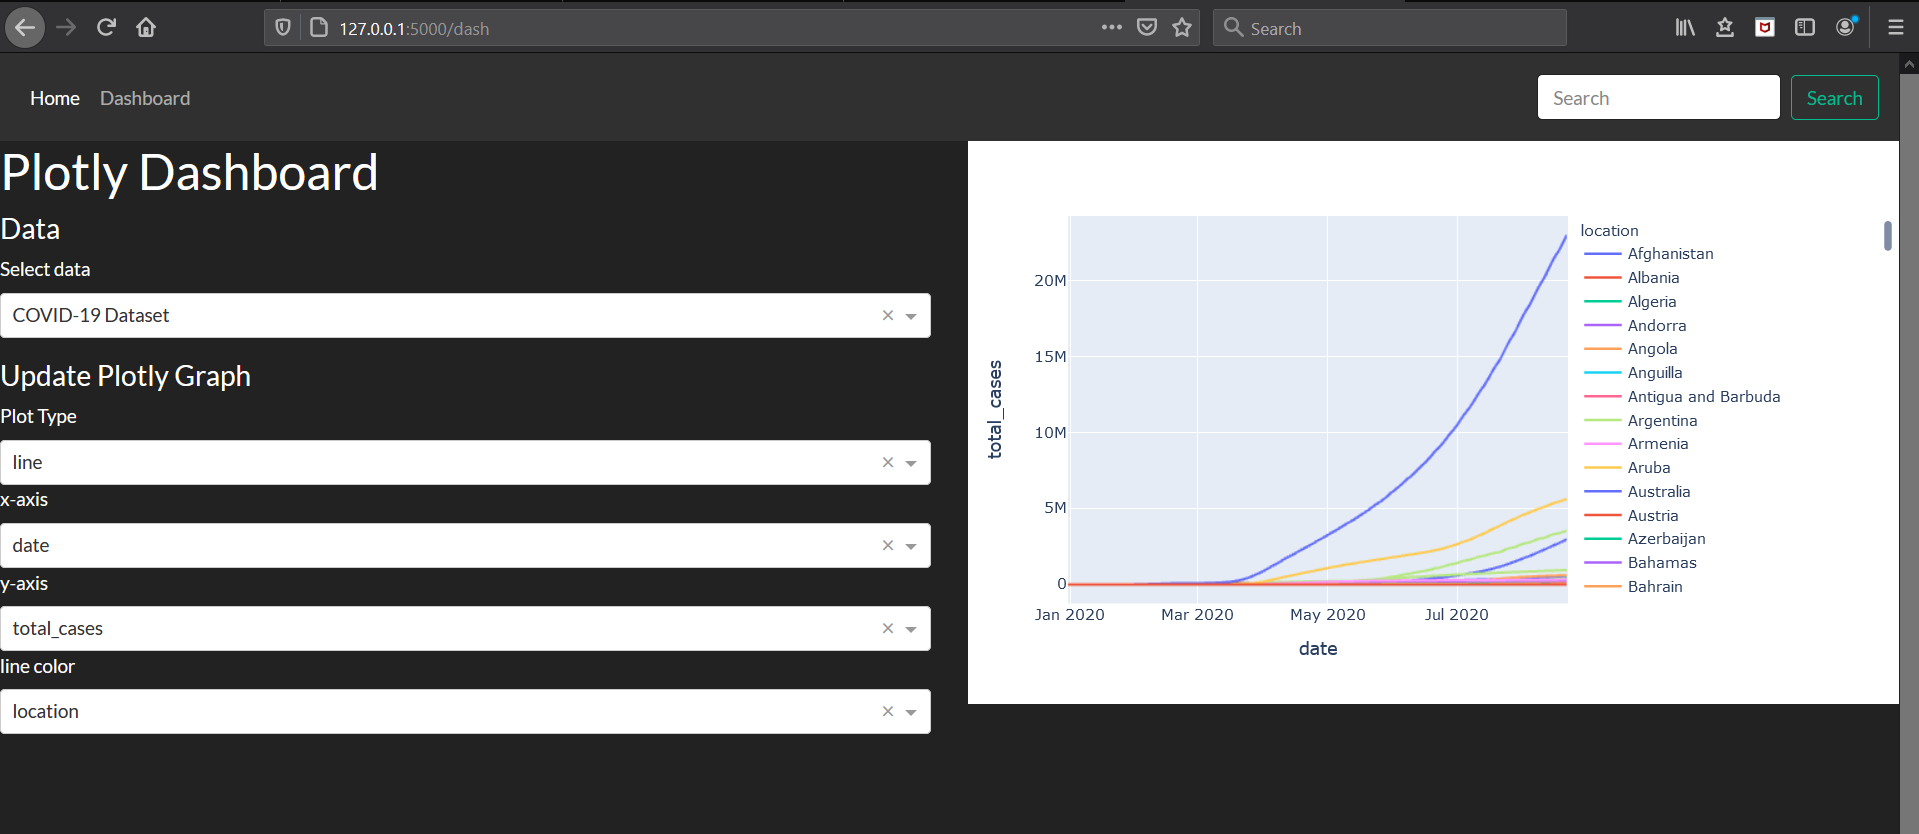 127.0.0.1:5000/dash
Search
Home
Dashboard
Search
Search
Plotly Dashboard
Data
Select data
COVID-19 Dataset
Update Plotly Graph
Plot Type
line
x-axis
date
y-axis
total_cases
line color
location
total_cases
20M
15M
10M
5M
0
Jan 2020
Mar 2020
May 2020
Jul 2020
date
location
Afghanistan
Albania
Algeria
Andorra
Angola
Anguilla
Antigua and Barbuda
Argentina
Armenia
Aruba
Australia
Austria
Azerbaijan
Bahamas
Bahrain